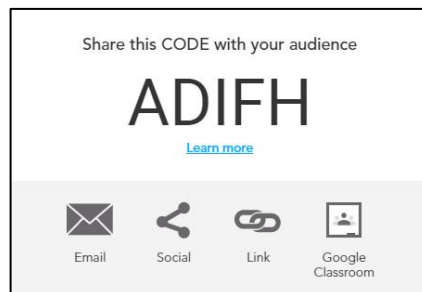 Share this CODE with your audience
ADIFH
Learn more
Email
Social
Link
Google
Classroom